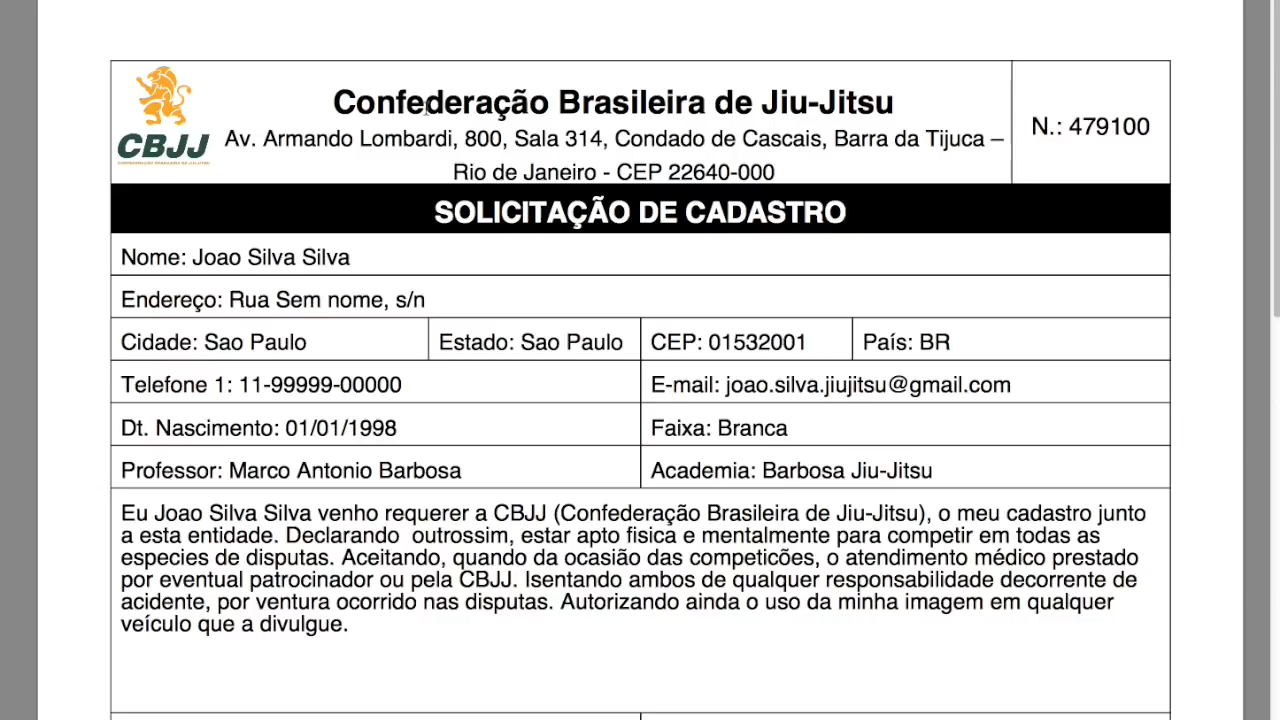 Confederação Brasileira de Jiu-Jitsu
Av. Armando Lombardi, 800, Sala 314, Condado de Cascais, Barra da Tijuca –
Rio de Janeiro - CEP 22640-000
N.: 479100
CBJJ
CONFEDERAÇÃO BRASILEIRA DE JIU-JITSU
SOLICITAÇÃO DE CADASTRO
Nome: Joao Silva Silva
Endereço: Rua Sem nome, s/n
Cidade: Sao Paulo
Estado: Sao Paulo
CEP: 01532001
País: BR
Telefone 1: 11-99999-00000
E-mail: joao.silva.jiujitsu@gmail.com
Dt. Nascimento: 01/01/1998
Faixa: Branca
Professor: Marco Antonio Barbosa
Academia: Barbosa Jiu-Jitsu
Eu Joao Silva Silva venho requerer a CBJJ (Confederação Brasileira de Jiu-Jitsu), o meu cadastro junto
a esta entidade. Declarando  outrossim, estar apto fisica e mentalmente para competir em todas as
especies de disputas. Aceitando, quando da ocasião das competicões, o atendimento médico prestado
por eventual patrocinador ou pela CBJJ. Isentando ambos de qualquer responsabilidade decorrente de
acidente, por ventura ocorrido nas disputas. Autorizando ainda o uso da minha imagem em qualquer
veículo que a divulgue.